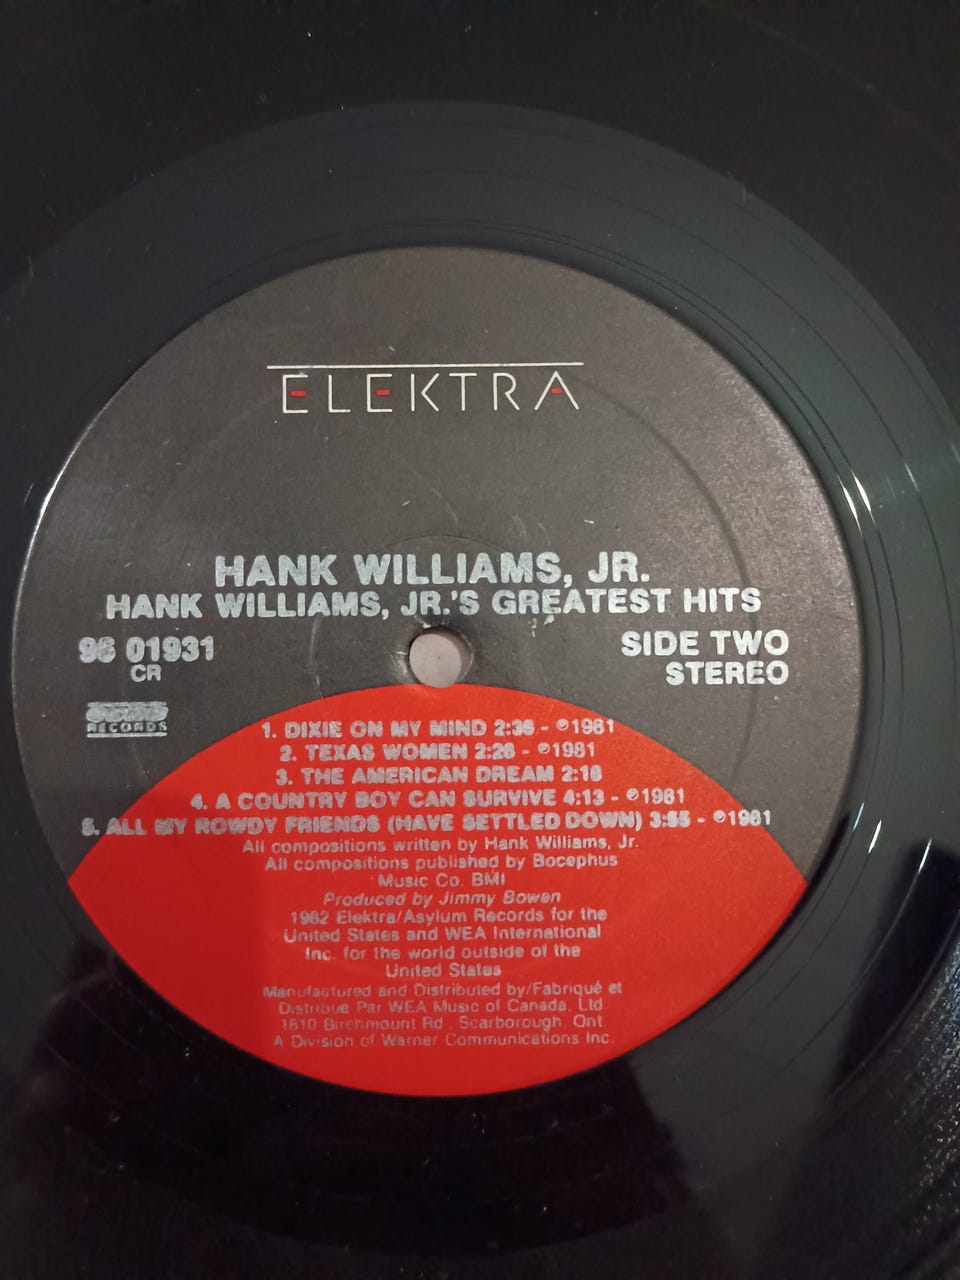 ELEKTRA
HANK WILLIAMS, JR.
HANK WILLIAMS, JR.'S GREATEST HITS
96 01931
CR
SIDE TWO
STEREO
RECORDS
1. DIXIE ON MY MIND 2:36 - ℗1981
2. TEXAS WOMEN 2:26 - ℗1981
3. THE AMERICAN DREAM 2:18
4. A COUNTRY BOY CAN SURVIVE 4:13 - ℗1981
5. ALL MY ROWDY FRIENDS (HAVE SETTLED DOWN) 3:55 - ℗1981
All compositions written by Hank Williams, Jr.
All compositions published by Bocephus
Music Co. BMI
Produced by Jimmy Bowen
1982 Elektra/Asylum Records for the
United States and WEA International
Inc. for the world outside of the
United States
Manufactured and Distributed by/Fabriqué et
Distribué Par WEA Music of Canada, Ltd.
1810 Birchmount Rd., Scarborough, Ont.
A Division of Warner Communications Inc.